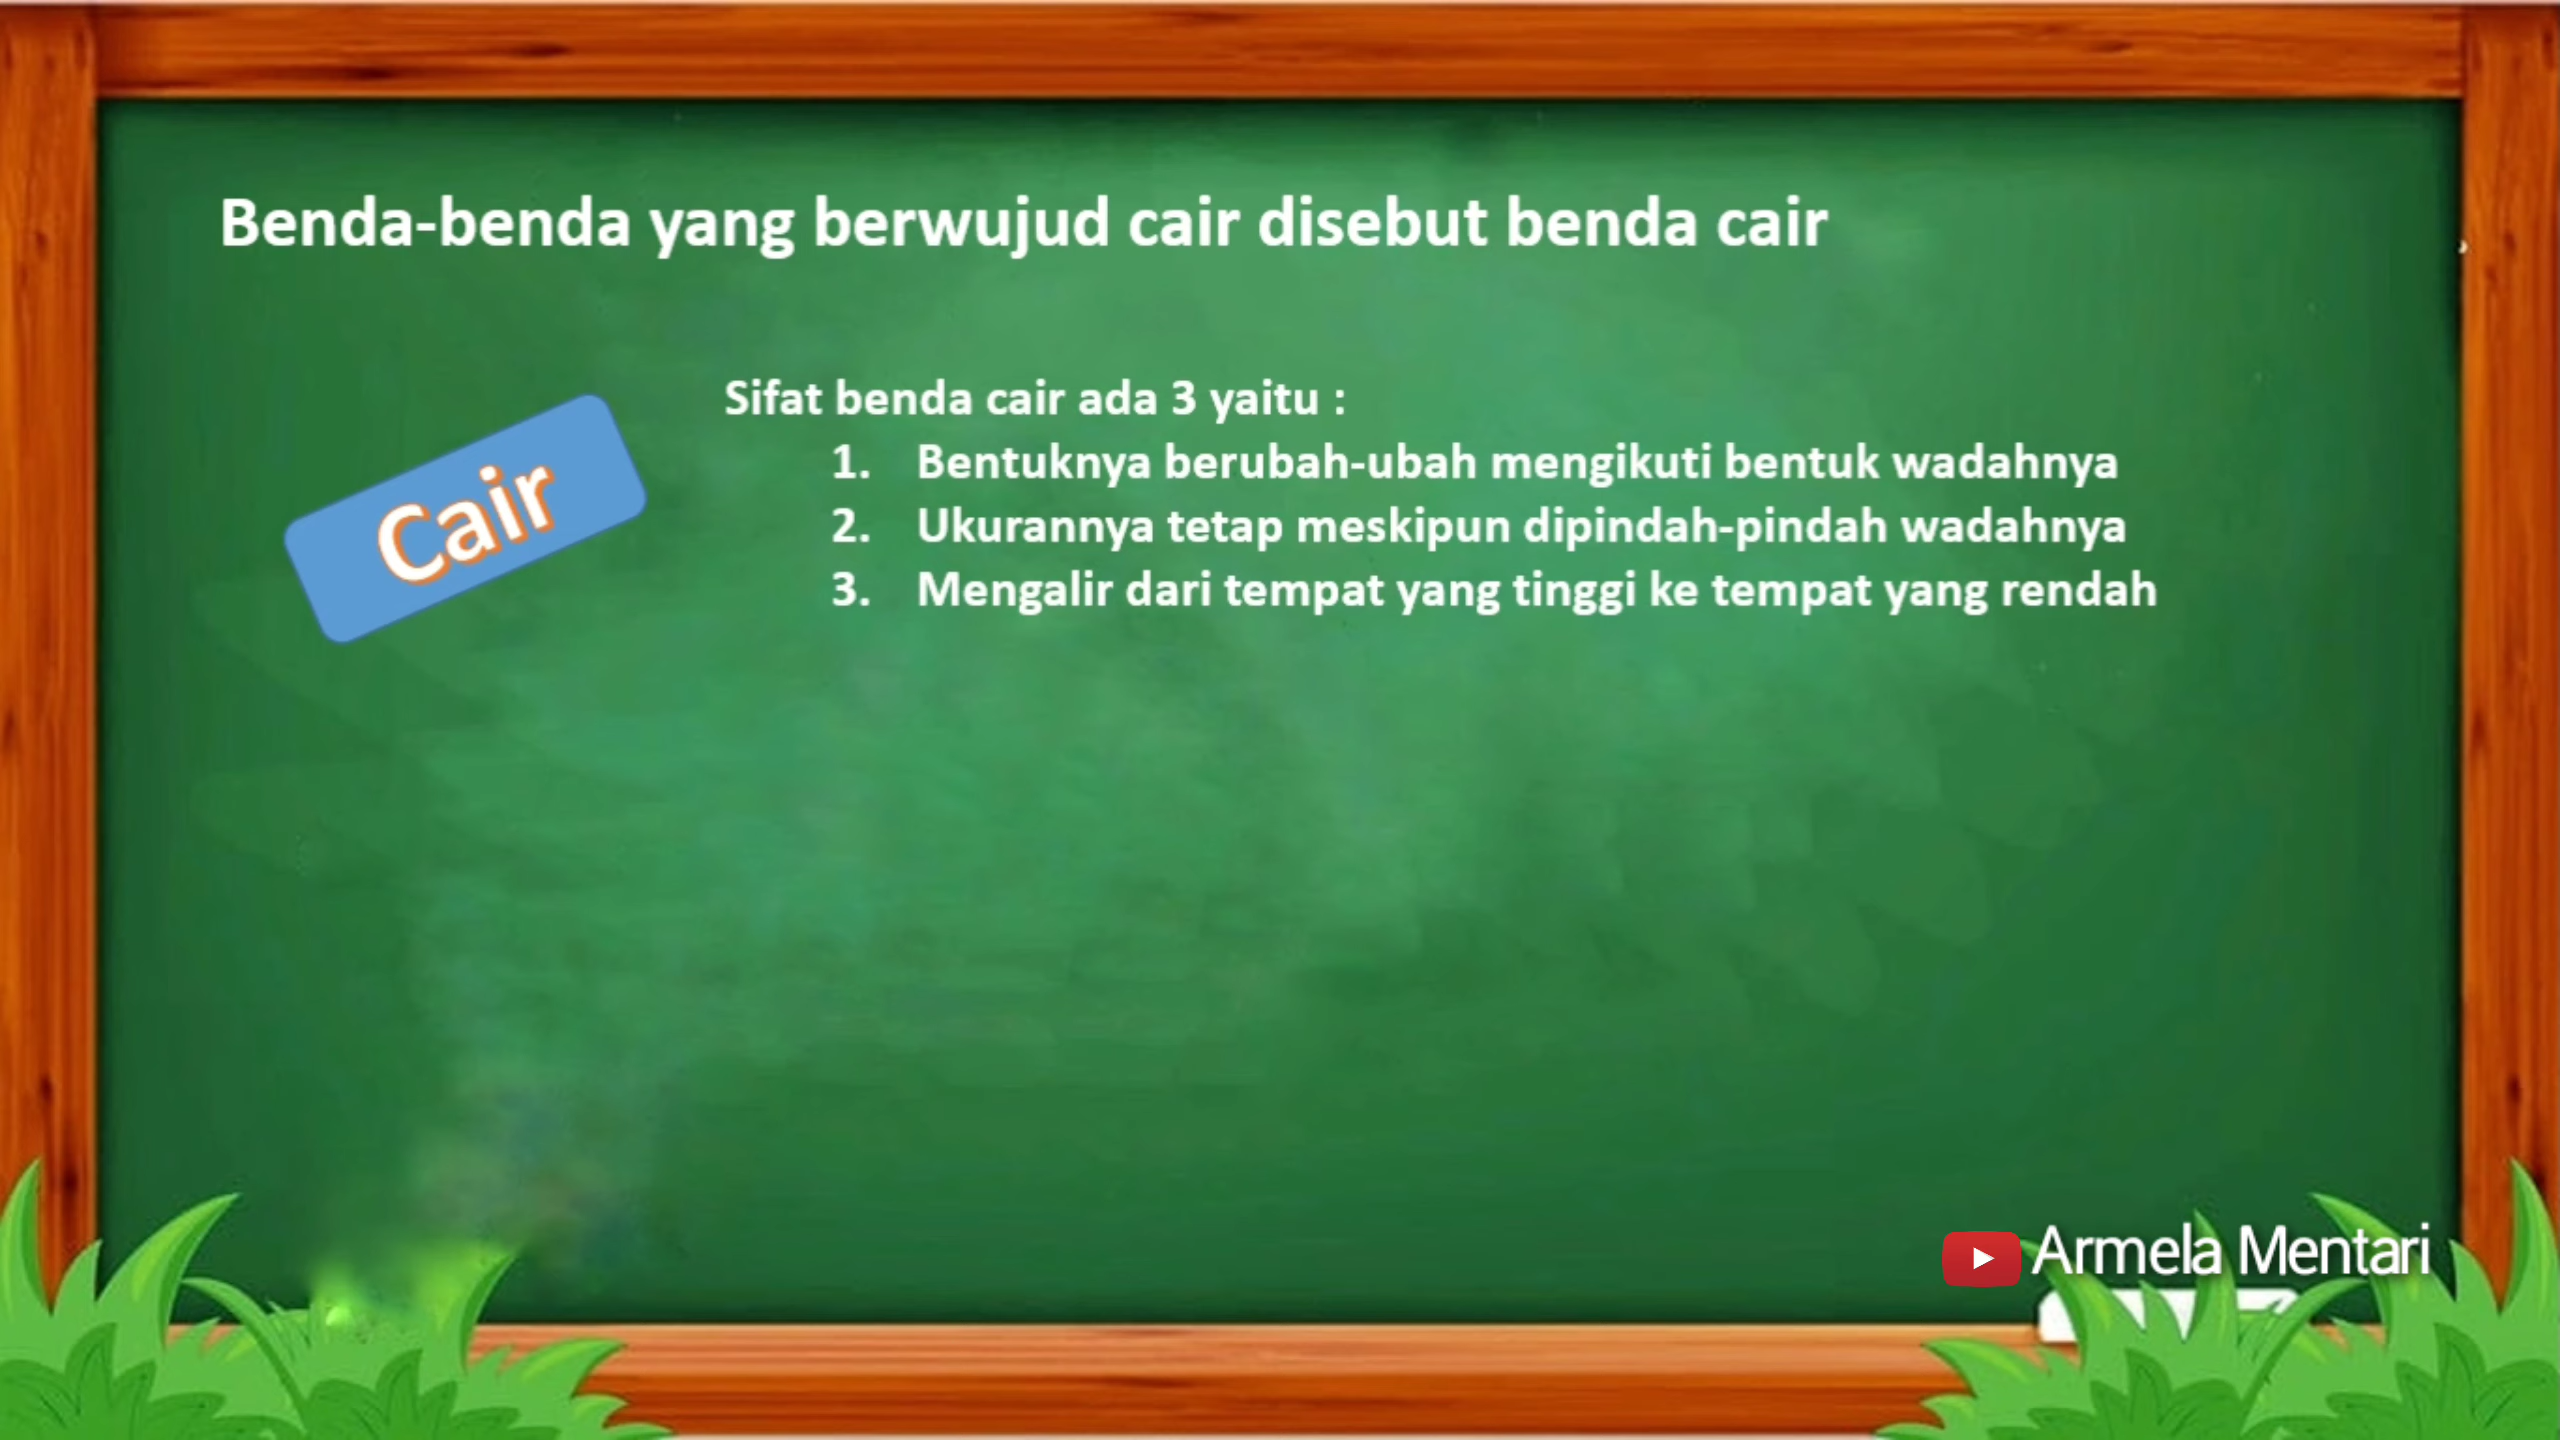 Benda-benda yang berwujud cair disebut benda cair
Cair
Sifat benda cair ada 3 yaitu :
1. Bentuknya berubah-ubah mengikuti bentuk wadahnya
2. Ukurannya tetap meskipun dipindah-pindah wadahnya
3. Mengalir dari tempat yang tinggi ke tempat yang rendah
Armela Mentari